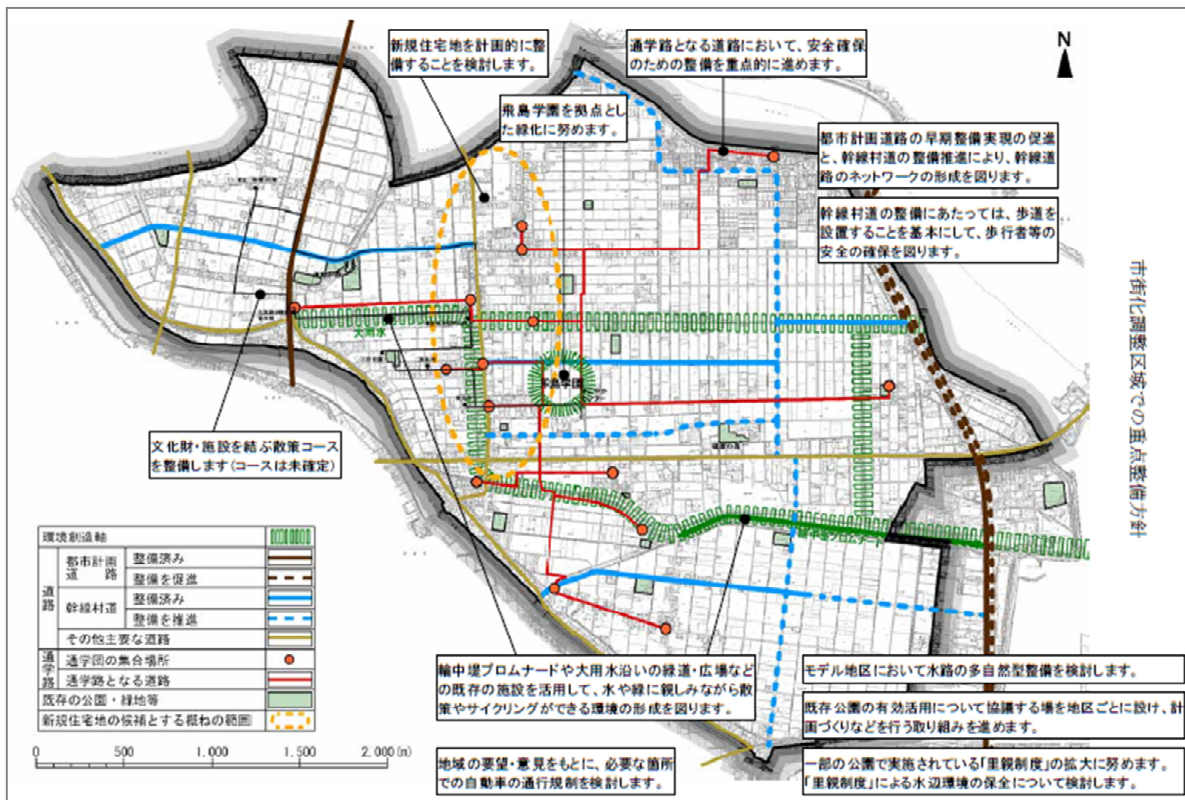 新規住宅地を計画的に整
備することを検討します。
通学路となる道路において、安全確保
のための整備を重点的に進めます。
N
飛島学園を拠点とし
た緑化に努めます。
都市計画道路の早期整備実現の促進
と、幹線村道の整備推進により、幹線道
路のネットワークの形成を図ります。
幹線村道の整備にあたっては、歩道を
設置することを基本にして、歩行者等の
安全の確保を図ります。
市街化調整区域での重点整備方針
大用水
飛島学園
文化財・施設を結ぶ散策コース
を整備します(コースは未確定)
輪中堤プロムナード
環境創造軸
道路
都市計画
道路
整備済み
整備を促進
幹線村道
整備済み
整備を推進
その他主要な道路
通学路
通学団の集合場所
通学路となる道路
既存の公園・緑地等
新規住宅地の候補とする概ねの範囲
0 500 1,000 1,500 2,000(m)
輪中堤プロムナードや大用水沿いの緑道・広場など
の既存の施設を活用して、水や緑に親しみながら散
策やサイクリングができる環境の形成を図ります。
地域の要望・意見をもとに、必要な箇所
での自動車の通行規制を検討します。
モデル地区において水路の多自然型整備を検討します。
既存公園の有効活用について協議する場を地区ごとに設け、計
画づくりなどを行う取り組みを進めます。
一部の公園で実施されている「里親制度」の拡大に努めます。
「里親制度」による水辺環境の保全について検討します。